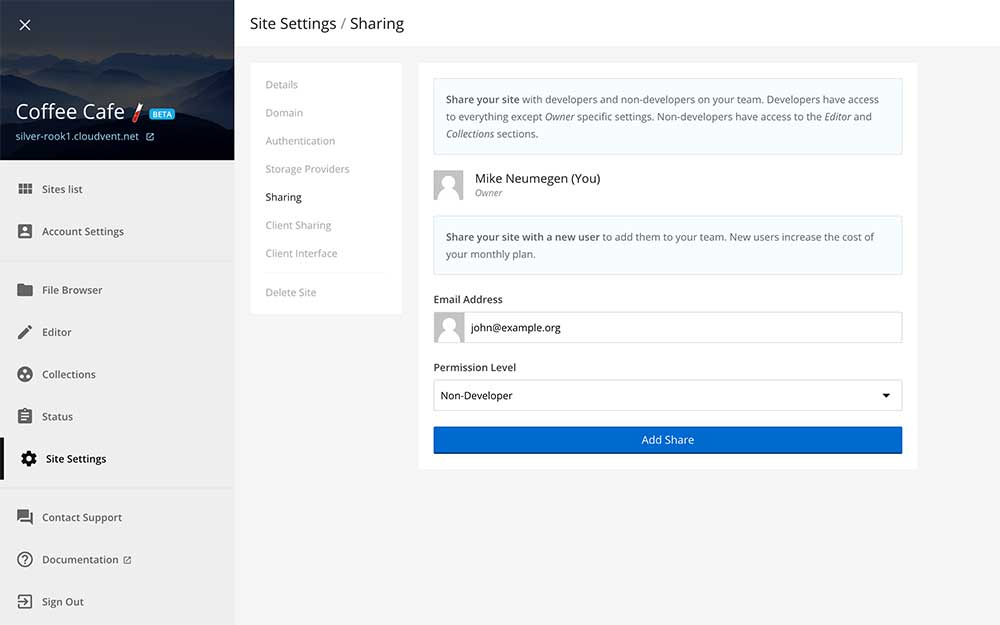 Coffee Cafe BETA
silver-rook1.cloudvent.net
Sites list
Account Settings
File Browser
Editor
Collections
Status
Site Settings
Contact Support
Documentation
Sign Out
Site Settings / Sharing
Details
Domain
Authentication
Storage Providers
Sharing
Client Sharing
Client Interface
Delete Site
Share your site with developers and non-developers on your team. Developers have access
to everything except Owner specific settings. Non-developers have access to the Editor and
Collections sections.
Mike Neumegen (You)
Owner
Share your site with a new user to add them to your team. New users increase the cost of
your monthly plan.
Email Address
john@example.org
Permission Level
Non-Developer
Add Share